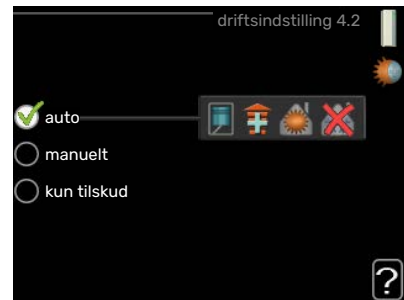 driftsindstilling 4.2
auto
manuelt
kun tilskud
?